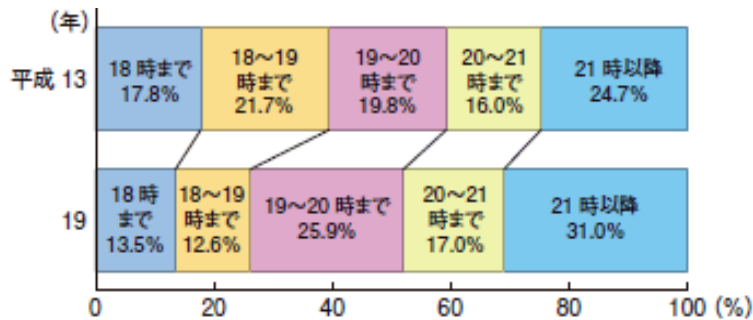 (年)
平成 13
18 時まで
17.8%
18〜19
時まで
21.7%
19〜20
時まで
19.8%
20〜21
時まで
16.0%
21 時以降
24.7%
19
18 時
まで
13.5%
18〜19
時まで
12.6%
19〜20 時まで
25.9%
20〜21
時まで
17.0%
21 時以降
31.0%
0 20 40 60 80 100 (%)